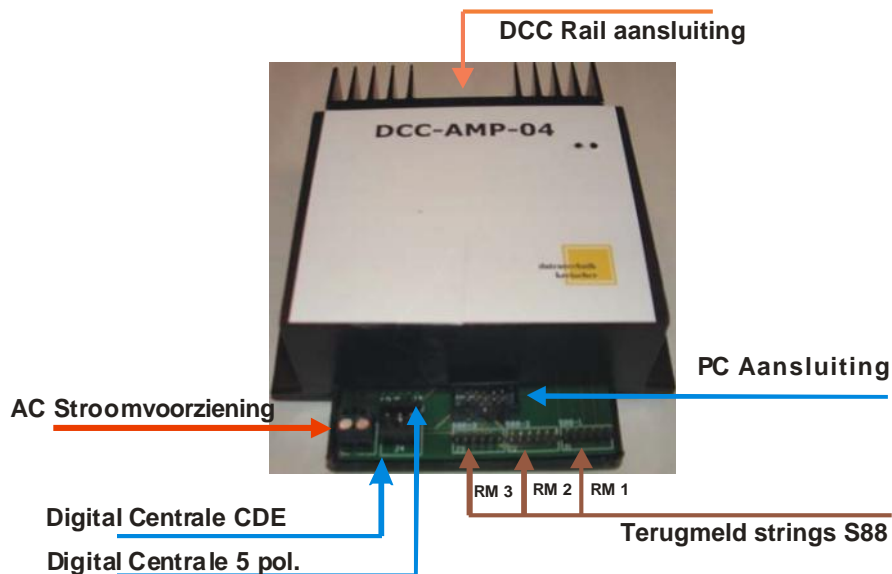 DCC Rail aansluiting
DCC-AMP-04
PC Aansluiting
AC Stroomvoorziening
RM 3
RM 2
RM 1
Digital Centrale CDE
Terugmeld strings S88
Digital Centrale 5 pol.